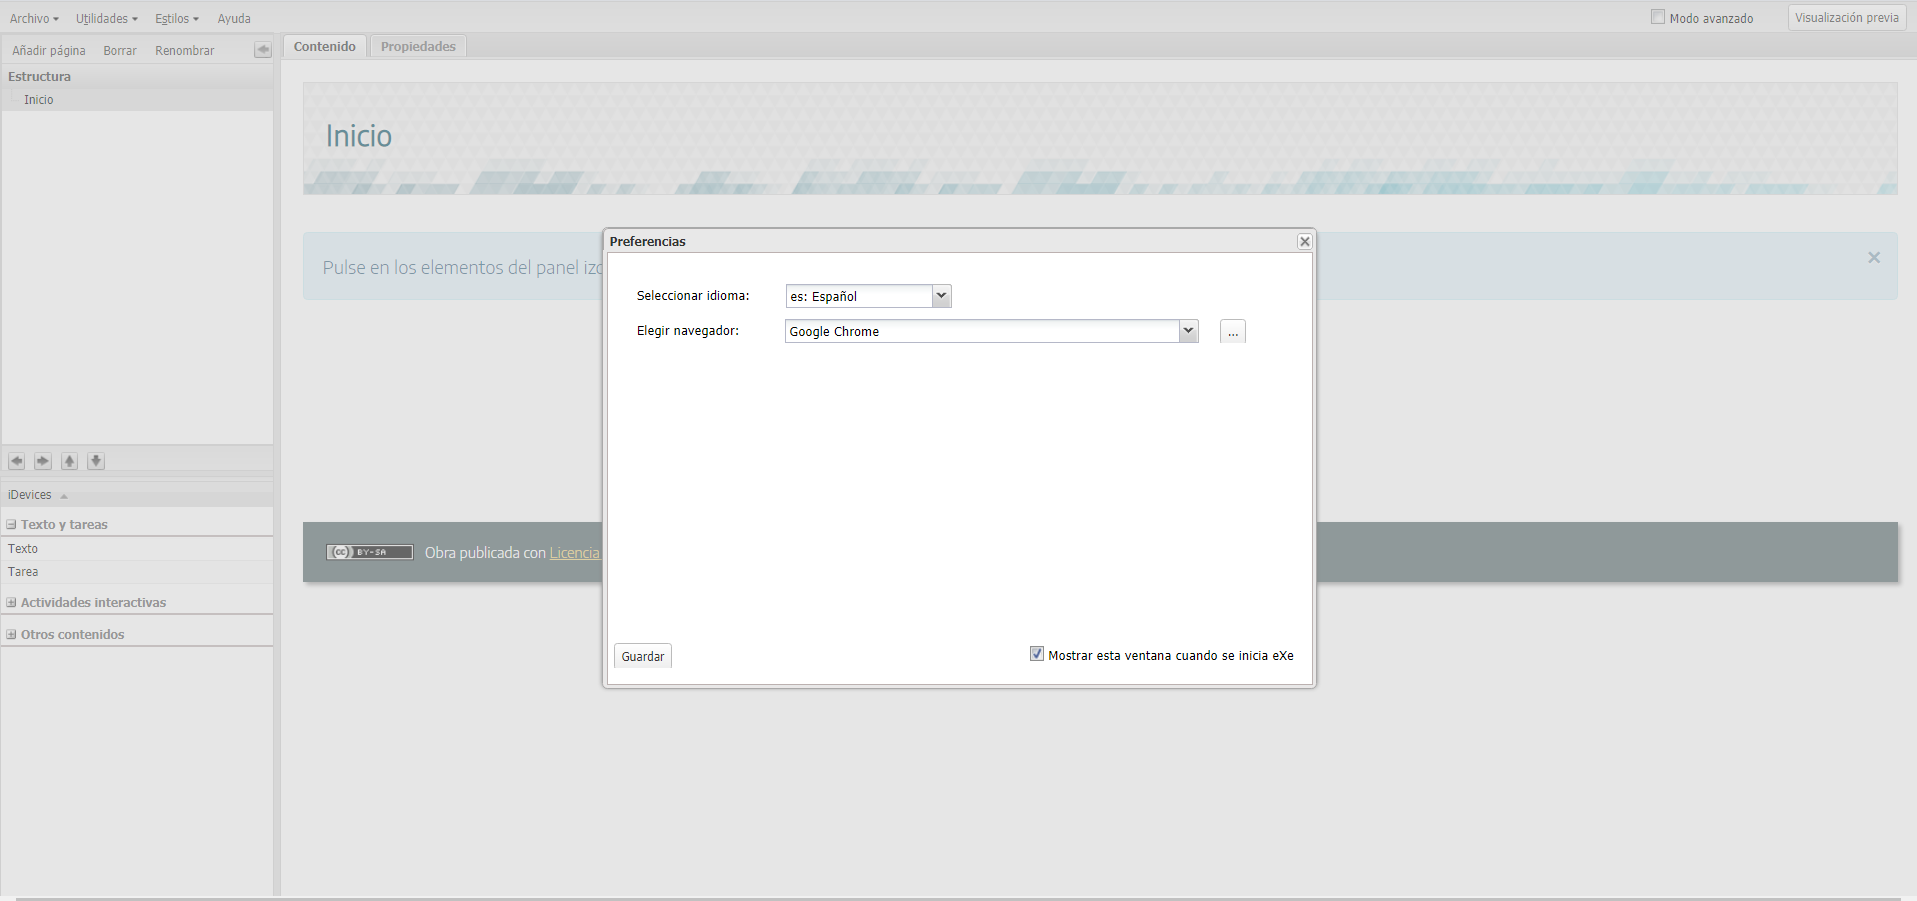 Archivo Utilidades Estilos Ayuda
Modo avanzado Visualización previa
Añadir página Borrar Renombrar
Contenido Propiedades
Estructura
Inicio
Inicio
Pulse en los elementos del panel
Preferencias
Seleccionar idioma: es: Español
Elegir navegador: Google Chrome ...
iDevices
Texto y tareas
Texto
Tarea
Actividades interactivas
Otros contenidos
cc BY-SA Obra publicada con Licencia
Guardar Mostrar esta ventana cuando se inicia eXe